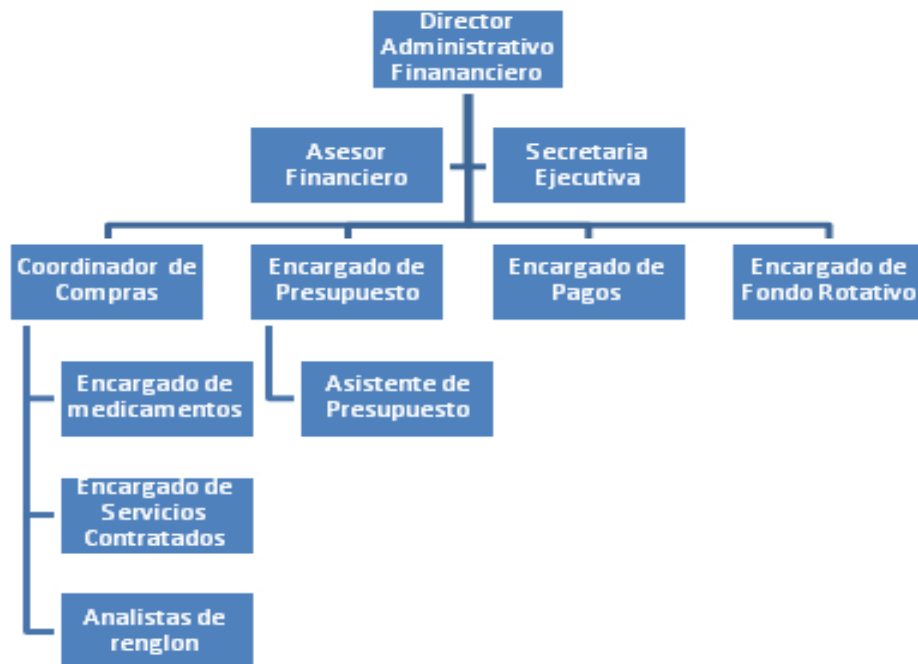 Director
Administrativo
Finananciero
Asesor
Financiero
Secretaria
Ejecutiva
Coordinador de
Compras
Encargado de
Presupuesto
Encargado de
Pagos
Encargado de
Fondo Rotativo
Encargado de
medicamentos
Asistente de
Presupuesto
Encargado de
Servicios
Contratados
Analistas de
renglon